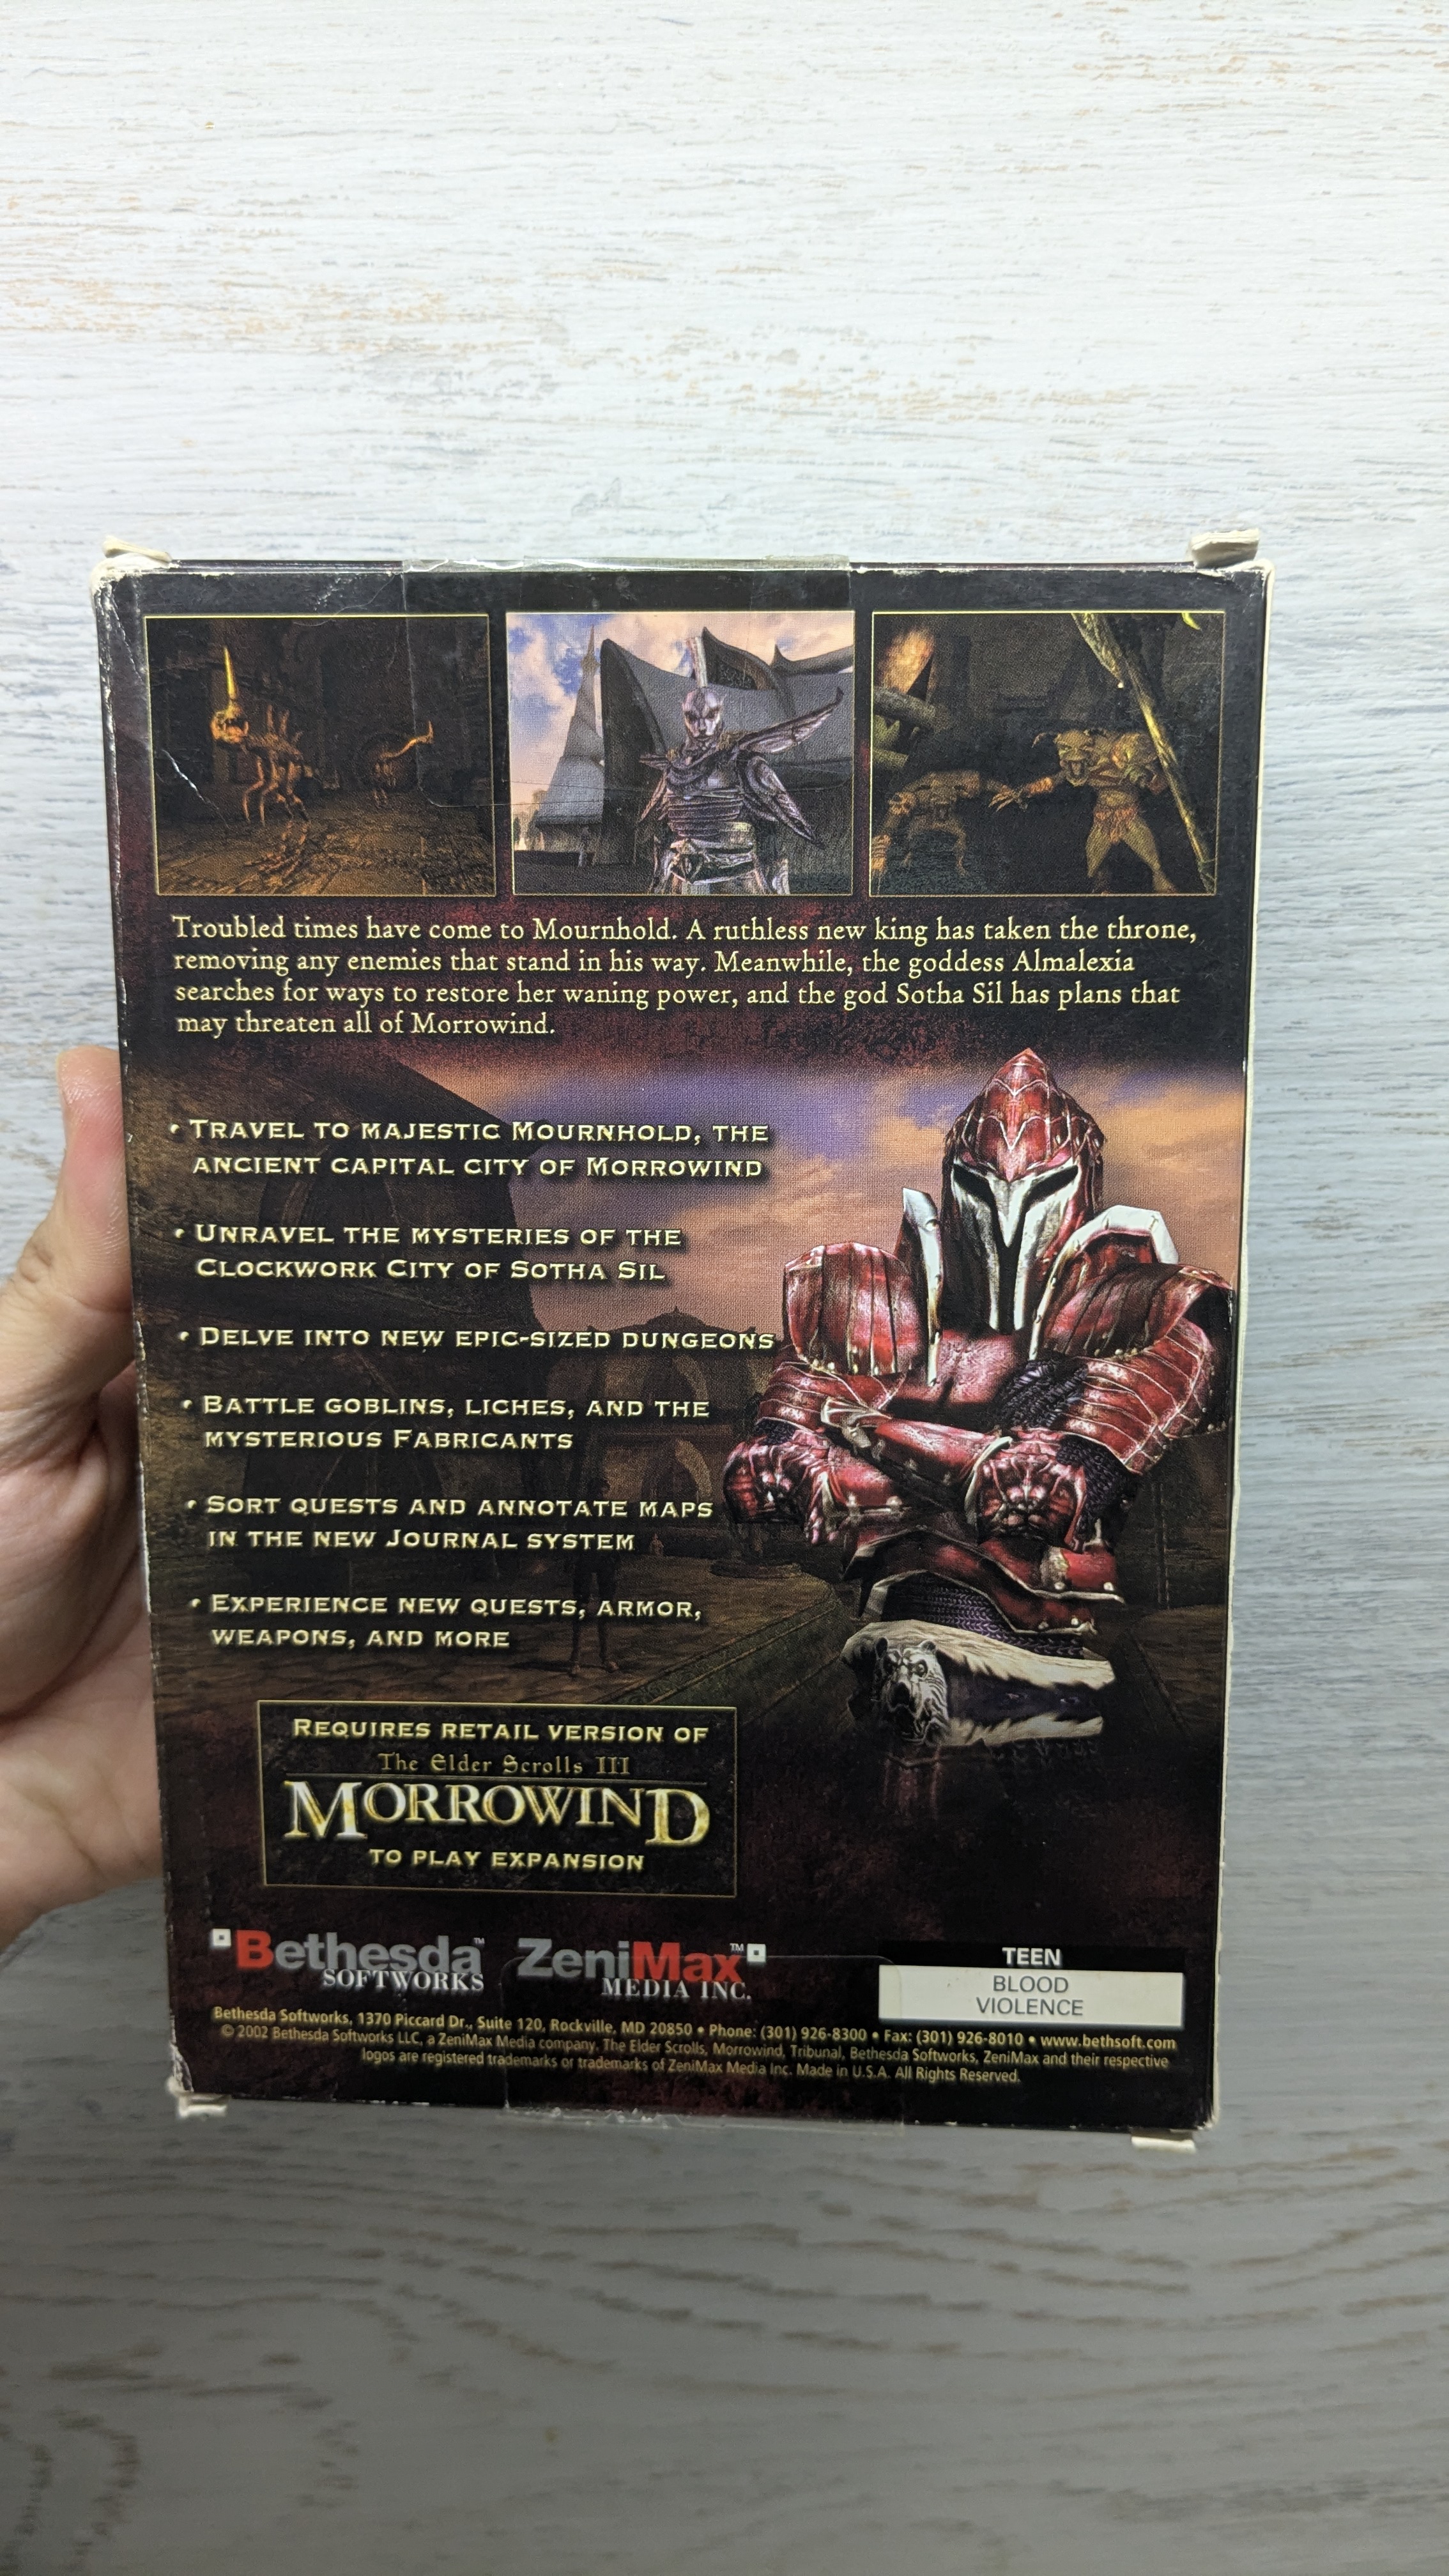 Troubled times have come to Mournhold. A ruthless new king has taken the throne,
removing any enemies that stand in his way. Meanwhile, the goddess Almalexia
searches for ways to restore her waning power, and the god Sotha Sil has plans that
may threaten all of Morrowind.
• TRAVEL TO MAJESTIC MOURNHOLD, THE
ANCIENT CAPITAL CITY OF MORROWIND
• UNRAVEL THE MYSTERIES OF THE
CLOCKWORK CITY OF SOTHA SIL
• DELVE INTO NEW EPIC-SIZED DUNGEONS
• BATTLE GOBLINS, LICHES, AND THE
MYSTERIOUS FABRICANTS
• SORT QUESTS AND ANNOTATE MAPS
IN THE NEW JOURNAL SYSTEM
• EXPERIENCE NEW QUESTS, ARMOR,
WEAPONS, AND MORE
REQUIRES RETAIL VERSION OF
The Elder Scrolls III
MORROWIND
TO PLAY EXPANSION
Bethesda™
SOFTWORKS
ZeniMax™
MEDIA INC.
TEEN
BLOOD
VIOLENCE
Bethesda Softworks, 1370 Piccard Dr., Suite 120, Rockville, MD 20850 • Phone: (301) 926-8300 • Fax: (301) 926-8010 • www.bethsoft.com
© 2002 Bethesda Softworks LLC, a ZeniMax Media company. The Elder Scrolls, Morrowind, Tribunal, Bethesda Softworks, ZeniMax and their respective
logos are registered trademarks or trademarks of ZeniMax Media Inc. Made in U.S.A. All Rights Reserved.